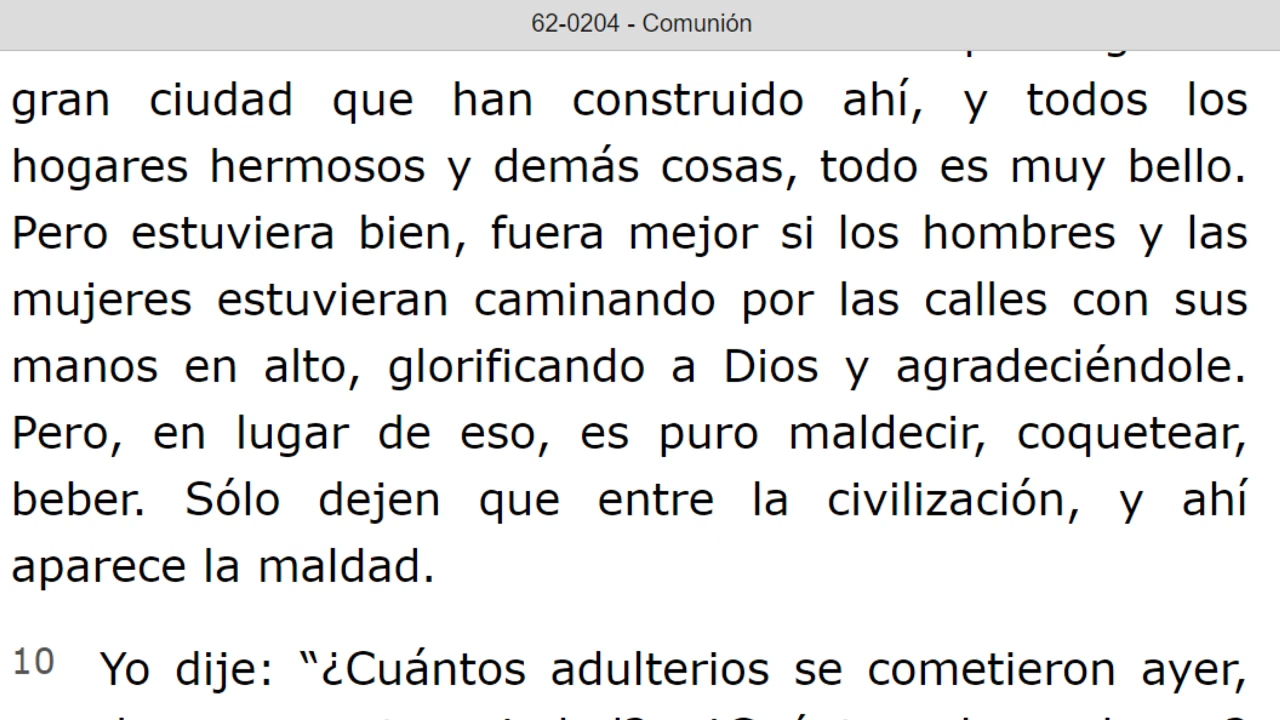 62-0204 - Comunión
gran ciudad que han construido ahí, y todos los
hogares hermosos y demás cosas, todo es muy bello.
Pero estuviera bien, fuera mejor si los hombres y las
mujeres estuvieran caminando por las calles con sus
manos en alto, glorificando a Dios y agradeciéndole.
Pero, en lugar de eso, es puro maldecir, coquetear,
beber. Sólo dejen que entre la civilización, y ahí
aparece la maldad.
10 Yo dije: “¿Cuántos adulterios se cometieron ayer,